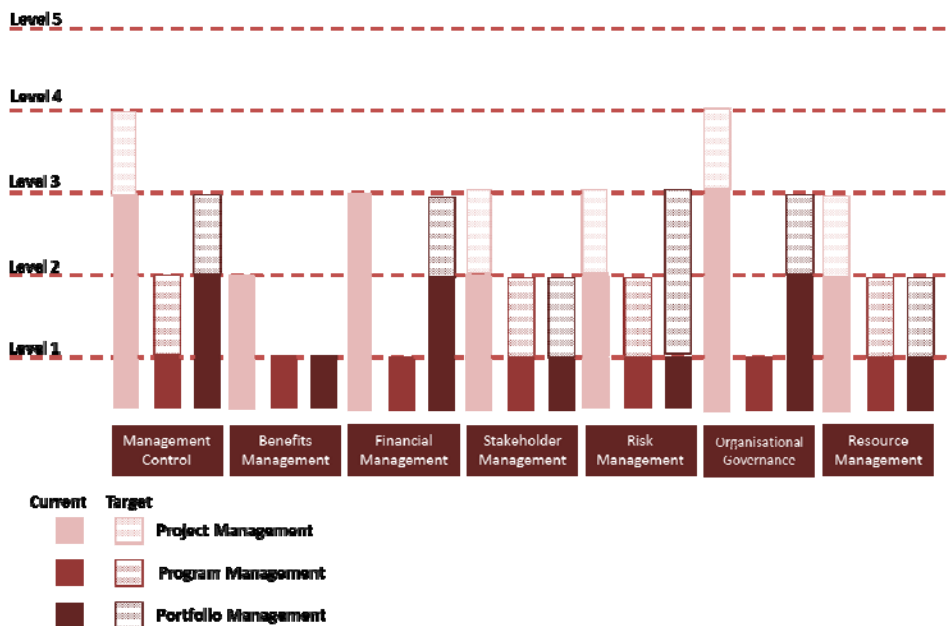 Level 5
Level 4
Level 3
Level 2
Level 1
Management
Control
Benefits
Management
Financial
Management
Stakeholder
Management
Risk
Management
Organisational
Governance
Resource
Management
Current Target
Project Management
Program Management
Portfolio Management